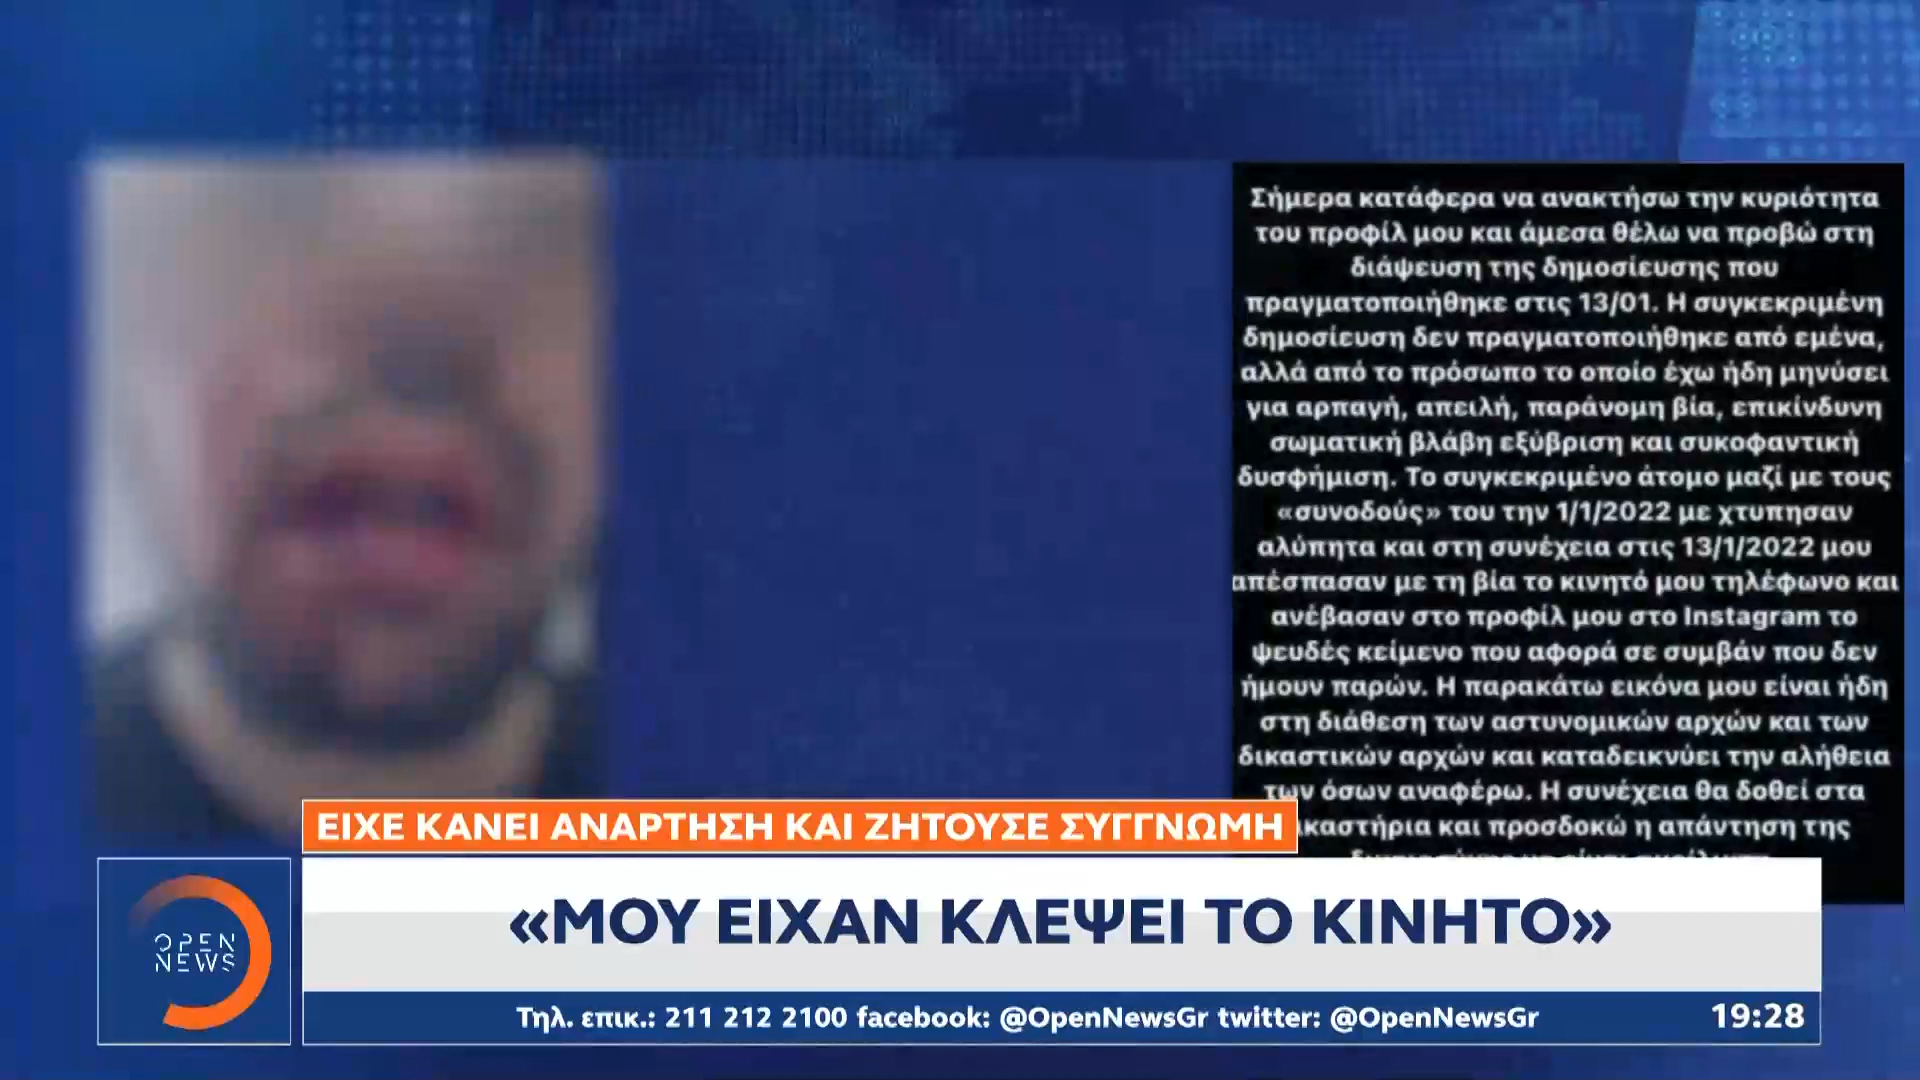 Σήμερα κατάφερα να ανακτήσω την κυριότητα
του προφίλ μου και άμεσα θέλω να προβώ στη
διάψευση της δημοσίευσης που
πραγματοποιήθηκε στις 13/01. Η συγκεκριμένη
δημοσίευση δεν πραγματοποιήθηκε από εμένα,
αλλά από το πρόσωπο το οποίο έχω ήδη μηνύσει
για αρπαγή, απειλή, παράνομη βία, επικίνδυνη
σωματική βλάβη εξύβριση και συκοφαντική
δυσφήμιση. Το συγκεκριμένο άτομο μαζί με τους
«συνοδούς» του την 1/1/2022 με χτυπησαν
αλύπητα και στη συνέχεια στις 13/1/2022 μου
απέσπασαν με τη βία το κινητό μου τηλέφωνο και
ανέβασαν στο προφίλ μου στο Instagram το
ψευδές κείμενο που αφορά σε συμβάν που δεν
ήμουν παρών. Η παρακάτω εικόνα μου είναι ήδη
στη διάθεση των αστυνομικών αρχών και των
δικαστικών αρχών και καταδεικνύει την αλήθεια
των όσων αναφέρω. Η συνέχεια θα δοθεί στα
καστήρια και προσδοκώ η απάντηση της
ΕΙΧΕ ΚΑΝΕΙ ΑΝΑΡΤΗΣΗ ΚΑΙ ΖΗΤΟΥΣΕ ΣΥΓΓΝΩΜΗ
«ΜΟΥ ΕΙΧΑΝ ΚΛΕΨΕΙ ΤΟ ΚΙΝΗΤΟ»
OPEN
NEWS
Τηλ. επικ.: 211 212 2100 facebook: @OpenNewsGr twitter: @OpenNewsGr
19:28